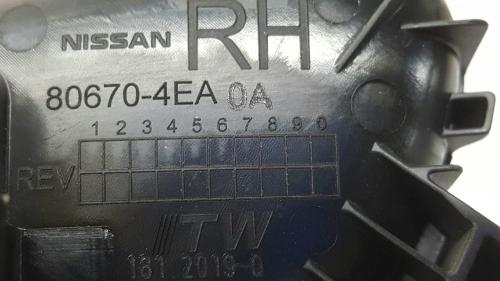 NISSAN RH
80670-4EA 0A
1 2 3 4 5 6 7 8 9 0
REV
ITW
181 2019-0